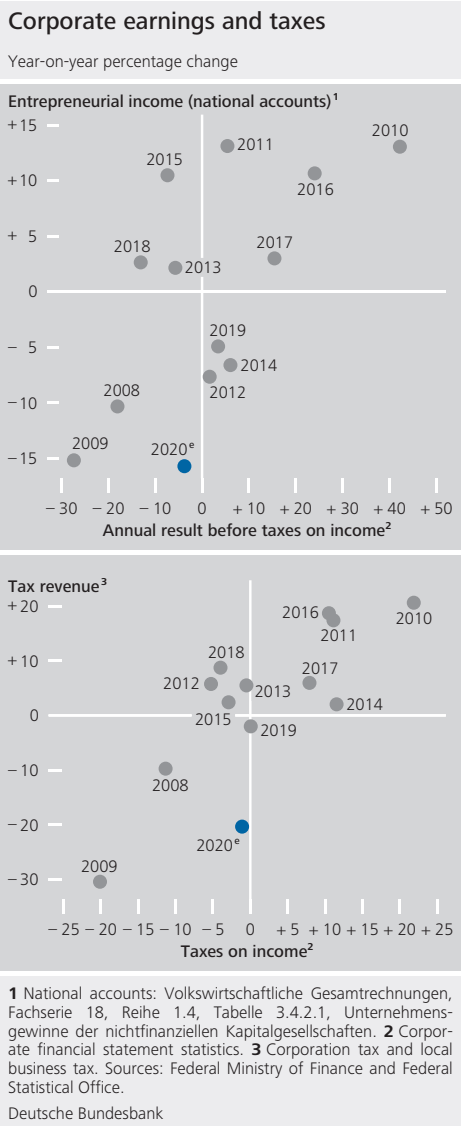 Corporate earnings and taxes
Year-on-year percentage change
Entrepreneurial income (national accounts)¹
+15
2010
2011
2015
+10
2016
+ 5
2018
2017
2013
0
2019
− 5
2014
2012
2008
−10
2009
2020ᵉ
−15
−30 −20 −10 0 +10 +20 +30 +40 +50
Annual result before taxes on income²
Tax revenue³
+20
2016
2010
2011
2018
+10
2017
2012
2013
2014
0
2015
2019
−10
2008
−20
2020ᵉ
2009
−30
−25 −20 −15 −10 −5 0 +5 +10 +15 +20 +25
Taxes on income²
1 National accounts: Volkswirtschaftliche Gesamtrechnungen,
Fachserie 18, Reihe 1.4, Tabelle 3.4.2.1, Unternehmens-
gewinne der nichtfinanziellen Kapitalgesellschaften. 2 Corpor-
ate financial statement statistics. 3 Corporation tax and local
business tax. Sources: Federal Ministry of Finance and Federal
Statistical Office.
Deutsche Bundesbank